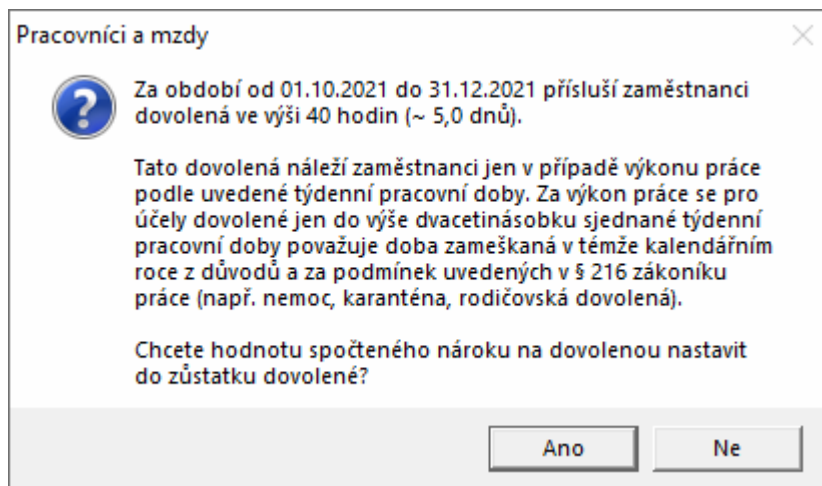 Pracovníci a mzdy
Za období od 01.10.2021 do 31.12.2021 přísluší zaměstnanci
dovolená ve výši 40 hodin (~ 5,0 dnů).
Tato dovolená náleží zaměstnanci jen v případě výkonu práce
podle uvedené týdenní pracovní doby. Za výkon práce se pro
účely dovolené jen do výše dvacetinásobku sjednané týdenní
pracovní doby považuje doba zameškaná v témže kalendářním
roce z důvodů a za podmínek uvedených v § 216 zákoníku
práce (např. nemoc, karanténa, rodičovská dovolená).
Chcete hodnotu spočteného nároku na dovolenou nastavit
do zůstatku dovolené?
Ano
Ne